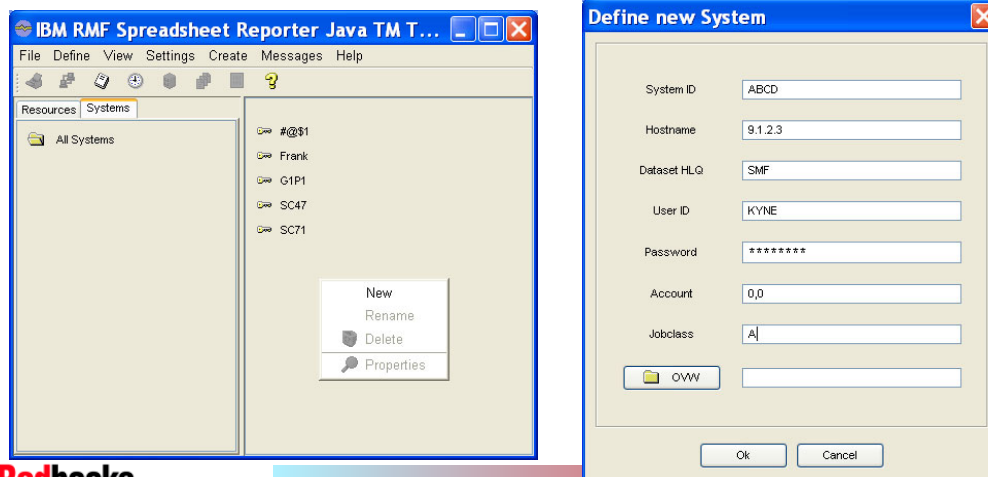 IBM RMF Spreadsheet Reporter Java TM T...
File Define View Settings Create Messages Help
Resources Systems
All Systems
#@$1
Frank
G1P1
SC47
SC71
New
Rename
Delete
Properties
Define new System
System ID ABCD
Hostname 9.1.2.3
Dataset HLQ SMF
User ID KYNE
Password ********
Account 0,0
Jobclass A
OVW
Ok Cancel
Redbooks